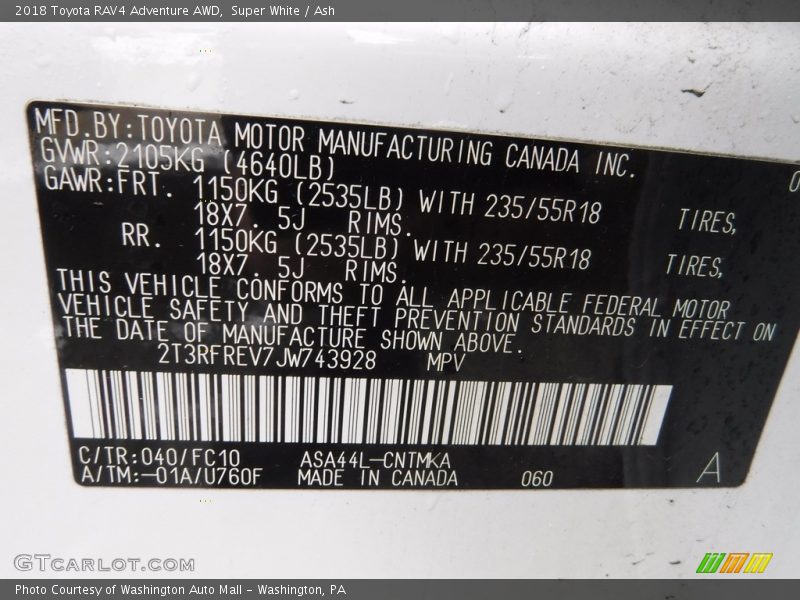 2018 Toyota RAV4 Adventure AWD, Super White / Ash
MFD.BY:TOYOTA MOTOR MANUFACTURING CANADA INC.
GVWR:2105KG (4640LB)
GAWR:FRT. 1150KG (2535LB) WITH 235/55R18 TIRES,
18X7.5J RIMS.
RR. 1150KG (2535LB) WITH 235/55R18 TIRES,
18X7.5J RIMS.
THIS VEHICLE CONFORMS TO ALL APPLICABLE FEDERAL MOTOR
VEHICLE SAFETY AND THEFT PREVENTION STANDARDS IN EFFECT ON
THE DATE OF MANUFACTURE SHOWN ABOVE.
2T3RFREV7JW743928 MPV
C/TR:040/FC10 ASA44L-CNTMKA
A/TM:-01A/U760F MADE IN CANADA 060 A
GTCARLOT.COM
Photo Courtesy of Washington Auto Mall - Washington, PA